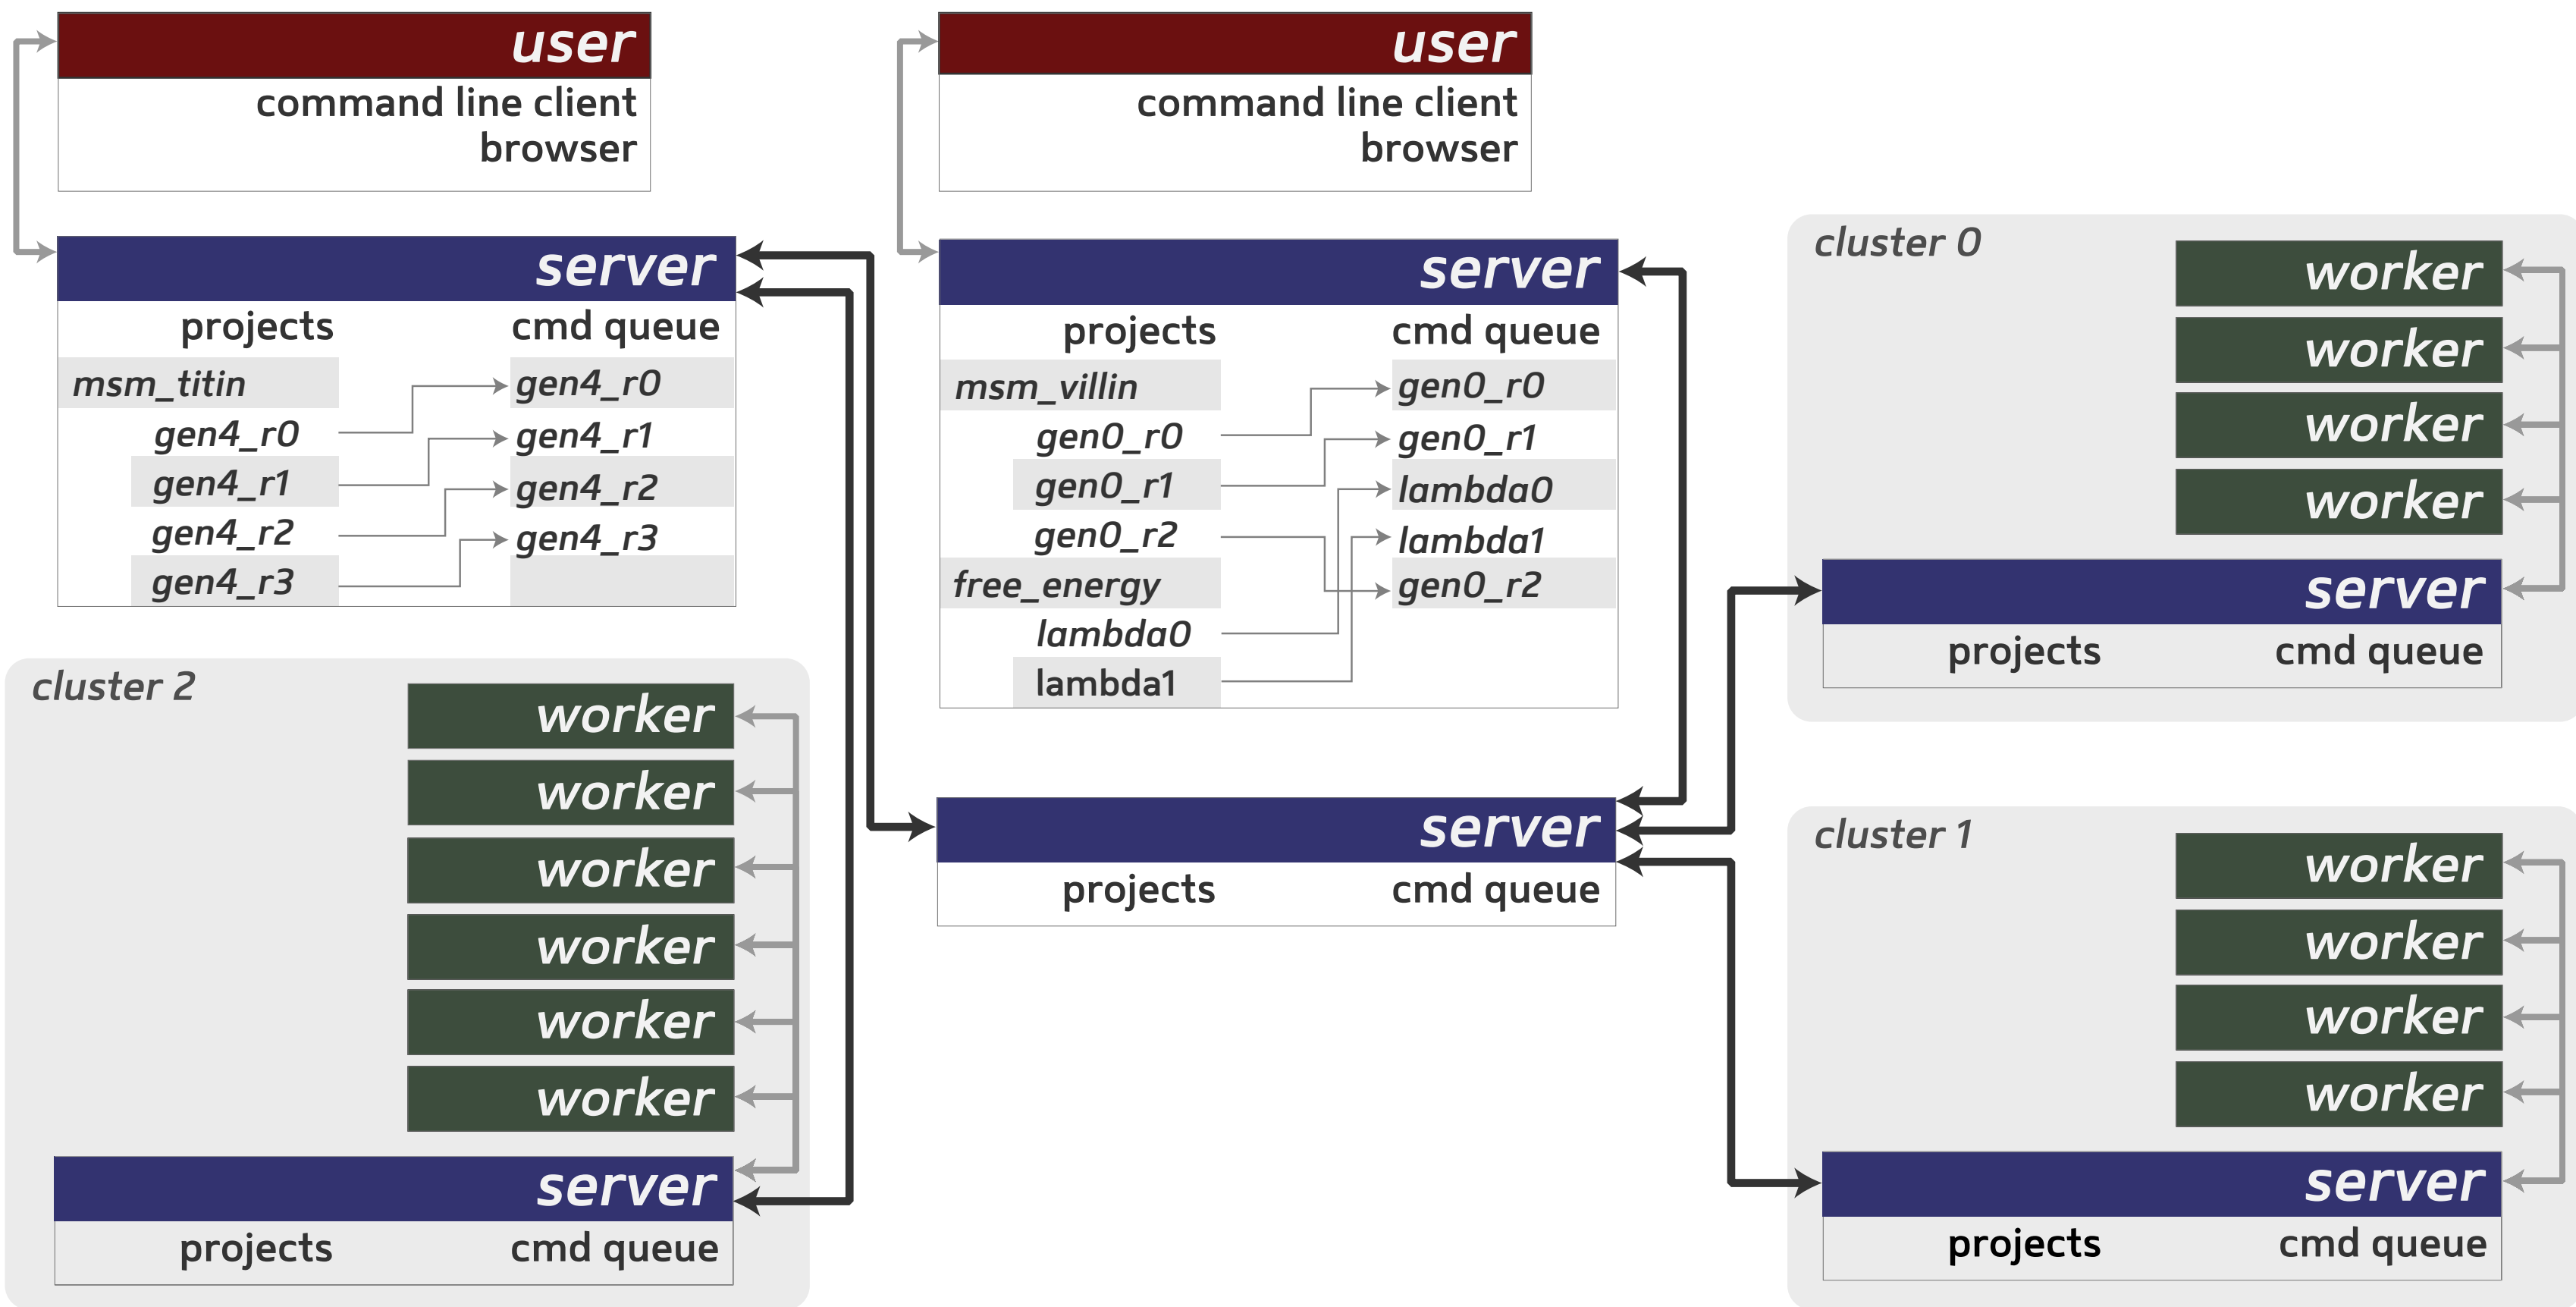 user
command line client
browser
user
command line client
browser
server
projects cmd queue
msm_titin gen4_r0
gen4_r0 gen4_r1
gen4_r1 gen4_r2
gen4_r2 gen4_r3
gen4_r3
server
projects cmd queue
msm_villin gen0_r0
gen0_r0 gen0_r1
gen0_r1 lambda0
gen0_r2 lambda1
free_energy gen0_r2
lambda0
lambda1
cluster 0
worker
worker
worker
worker
server
projects cmd queue
cluster 2
worker
worker
worker
worker
worker
worker
server
projects cmd queue
server
projects cmd queue
cluster 1
worker
worker
worker
worker
server
projects cmd queue